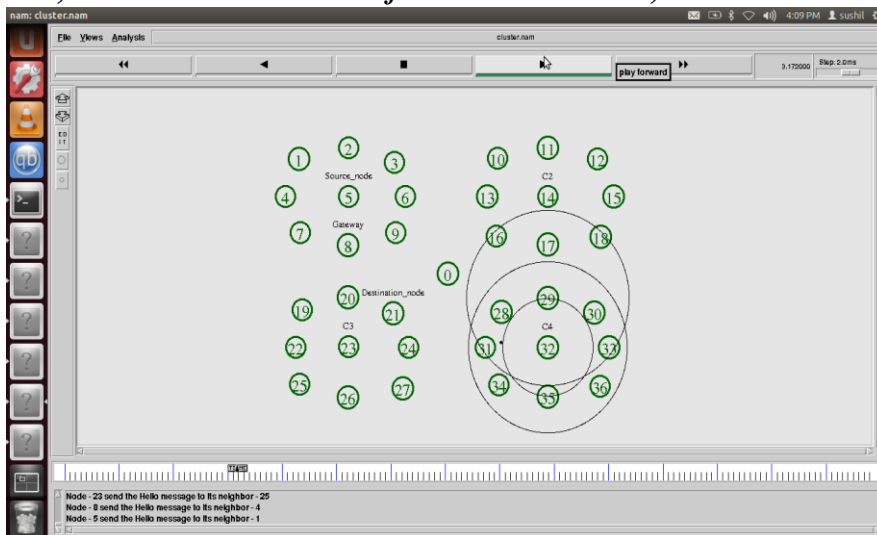 nam: cluster.nam
4:09 PM sushil
File Views Analysis
cluster.nam
play forward
3.172000
Step: 2.0ms
ED
IT
1 2 3 10 11 12
Source_node C2
4 5 6 13 14 15
Gateway
7 8 9 16 17 18
0
20 Destination_node 29
19 21 28 30
C3 C4
22 23 24 31 32 33
25 26 27 34 35 36
TIME
Node - 23 send the Hello message to its neighbor - 25
Node - 8 send the Hello message to its neighbor - 4
Node - 5 send the Hello message to its neighbor - 1